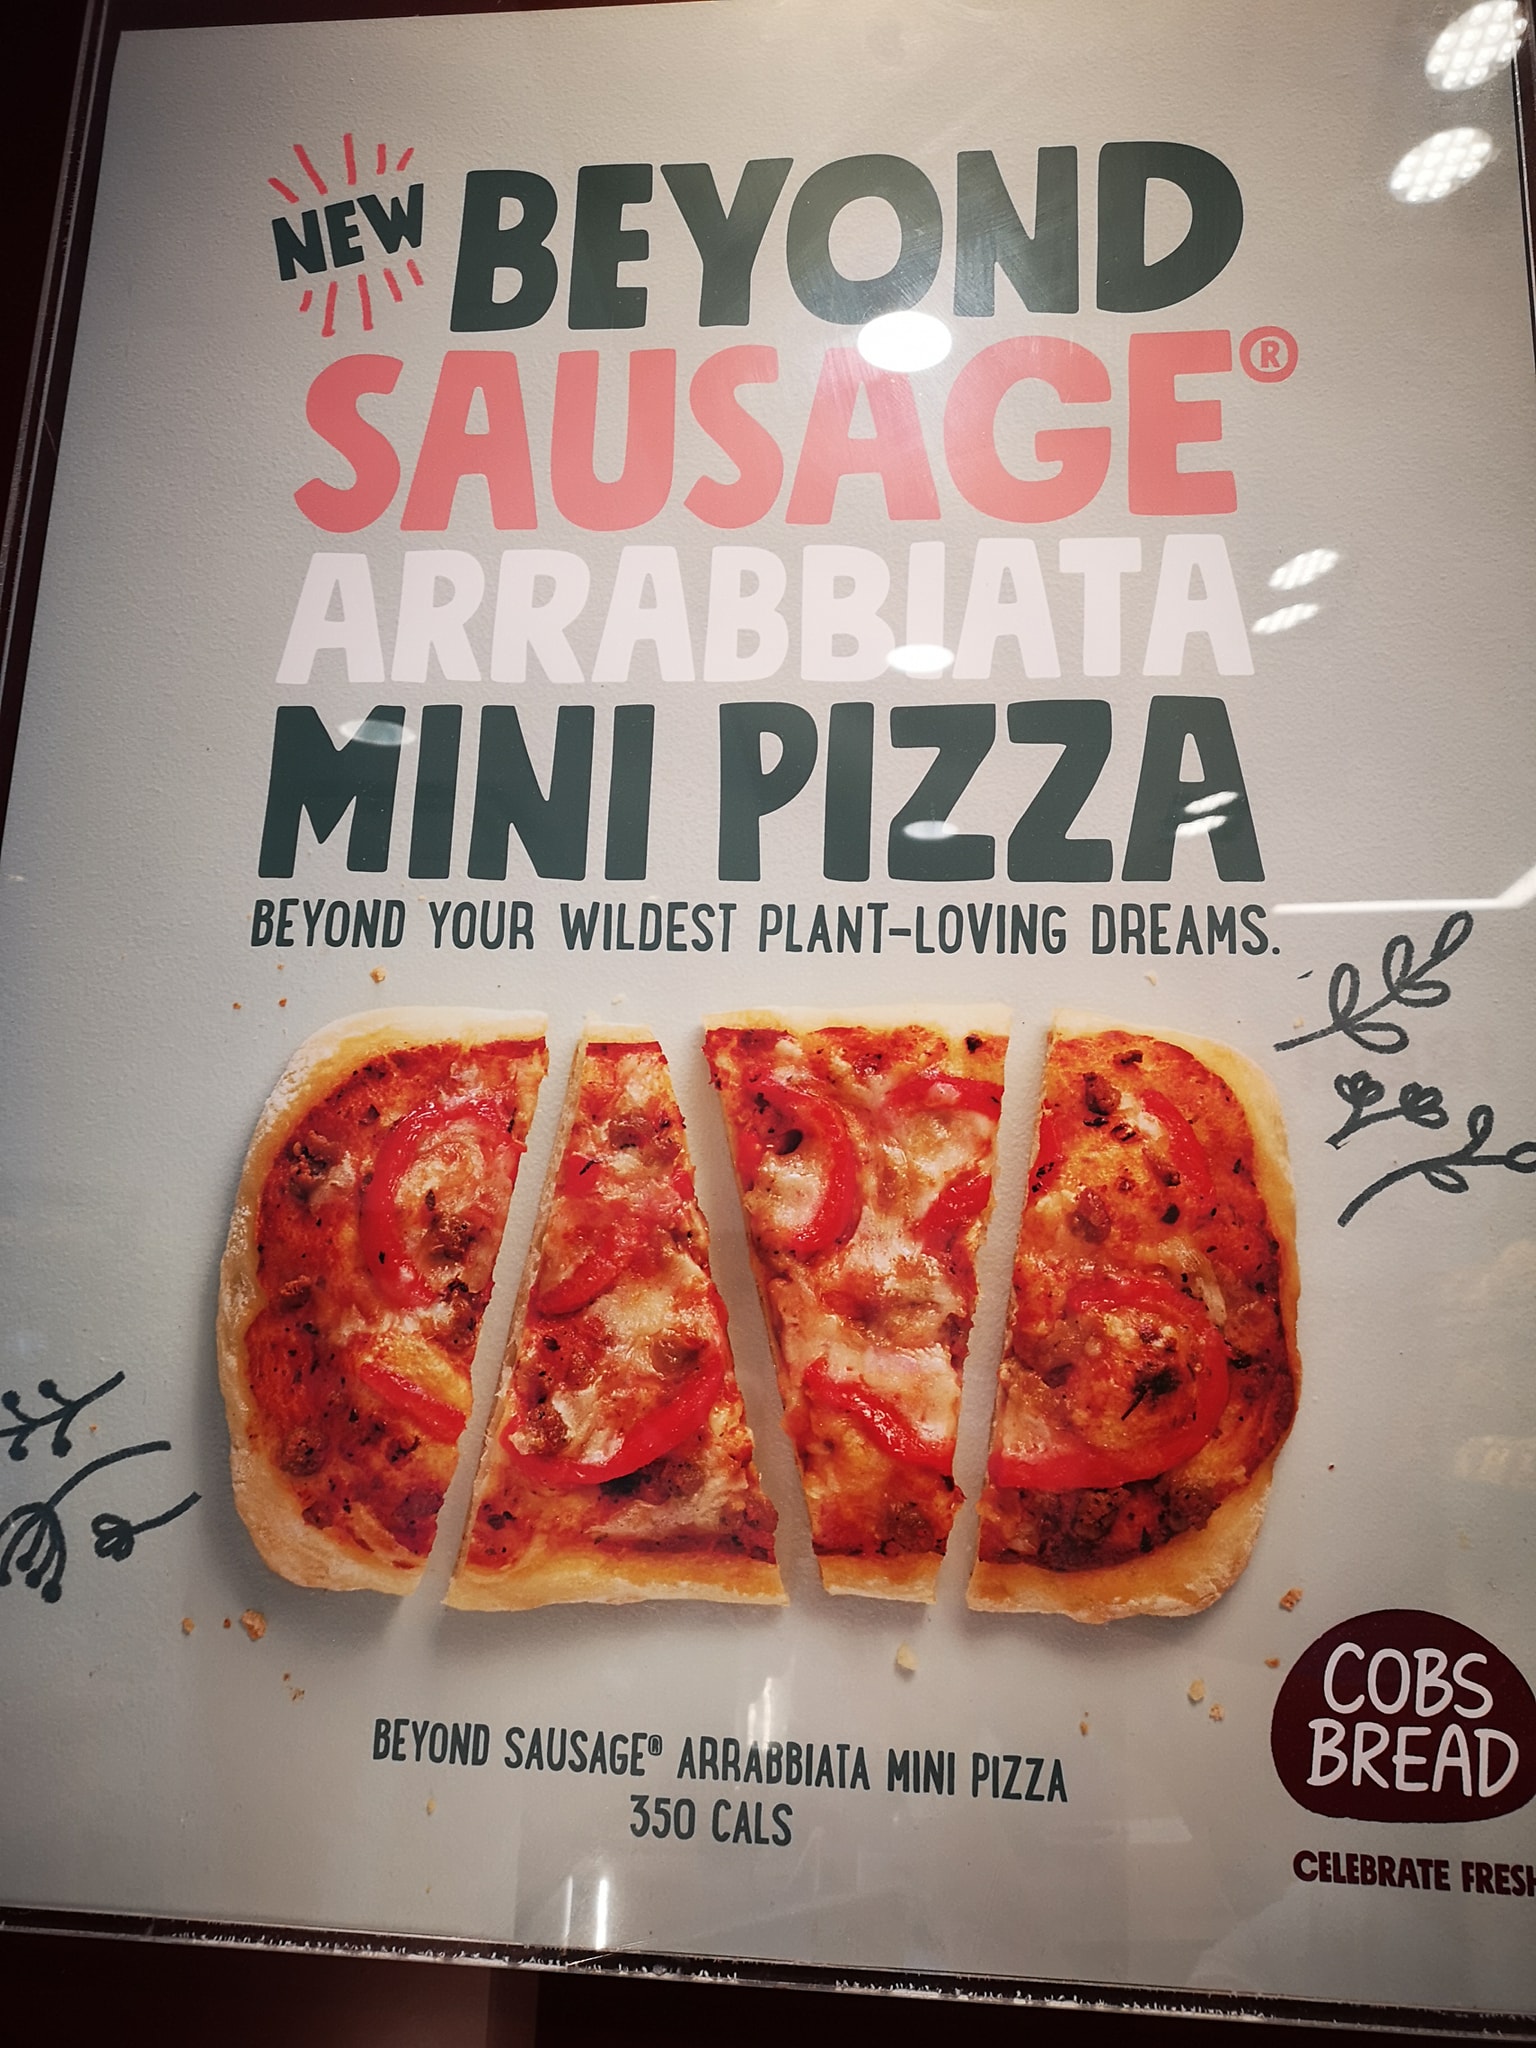 NEW BEYOND
SAUSAGE®
ARRABBIATA
MINI PIZZA
BEYOND YOUR WILDEST PLANT-LOVING DREAMS.
BEYOND SAUSAGE® ARRABBIATA MINI PIZZA
350 CALS
COBS
BREAD
CELEBRATE FRESH